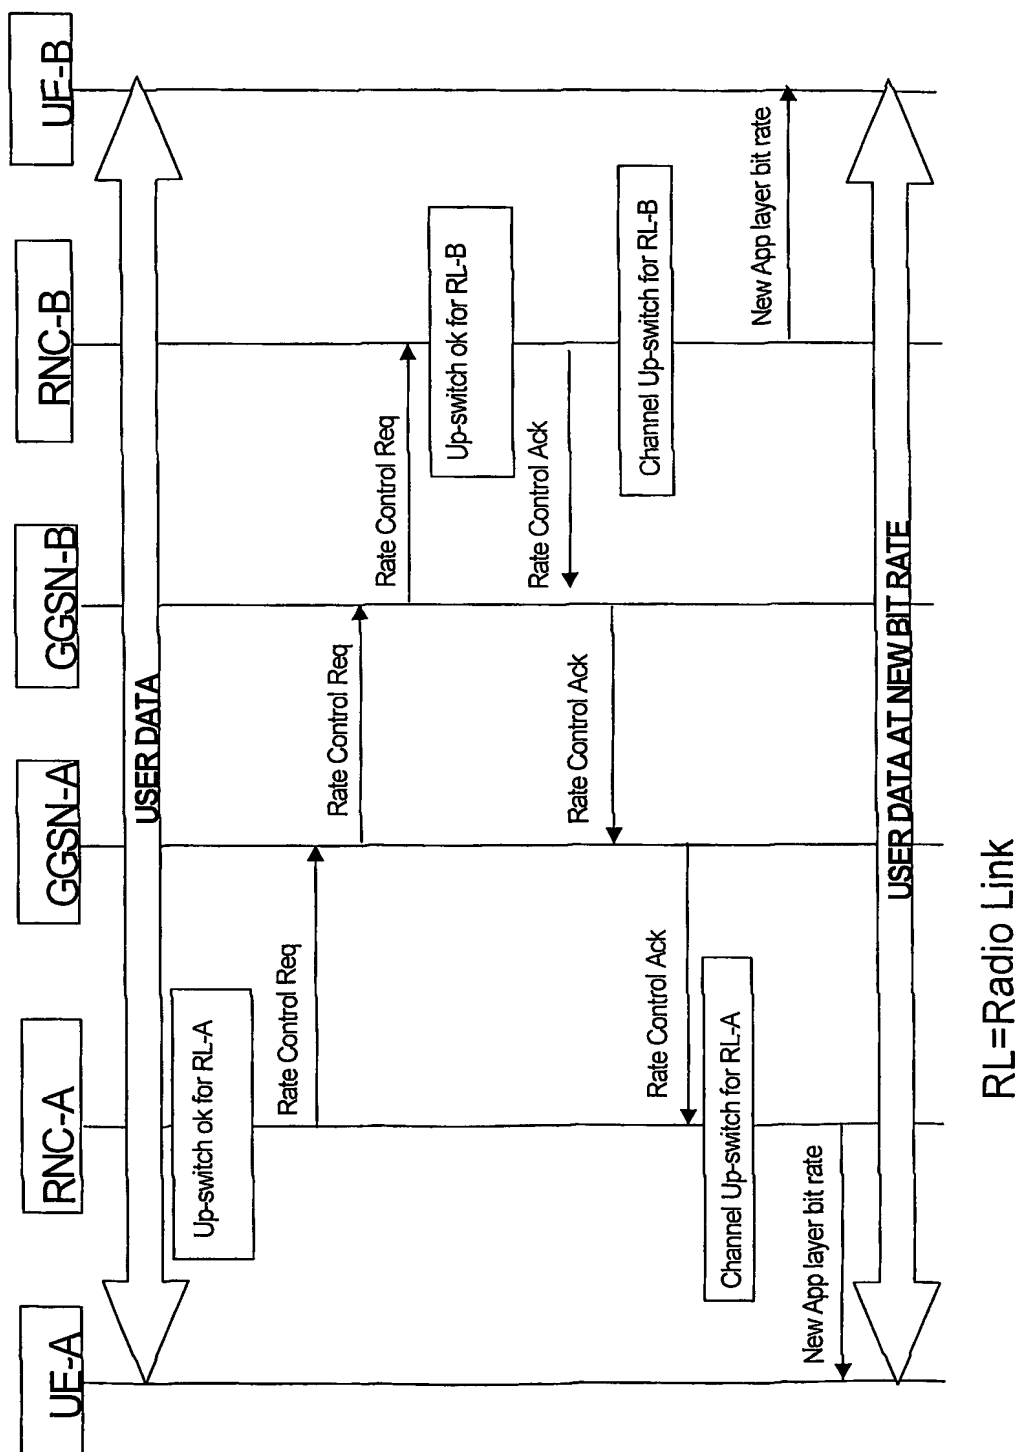 UE-A
RNC-A
GGSN-A
GGSN-B
RNC-B
UE-B
USER DATA
Up-switch ok for RL-A
Rate Control Req
Rate Control Req
Rate Control Req
Up-switch ok for RL-B
Rate Control Ack
Rate Control Ack
Channel Up-switch for RL-B
Rate Control Ack
Channel Up-switch for RL-A
New App layer bit rate
New App layer bit rate
USER DATA AT NEW BIT RATE
RL=Radio Link